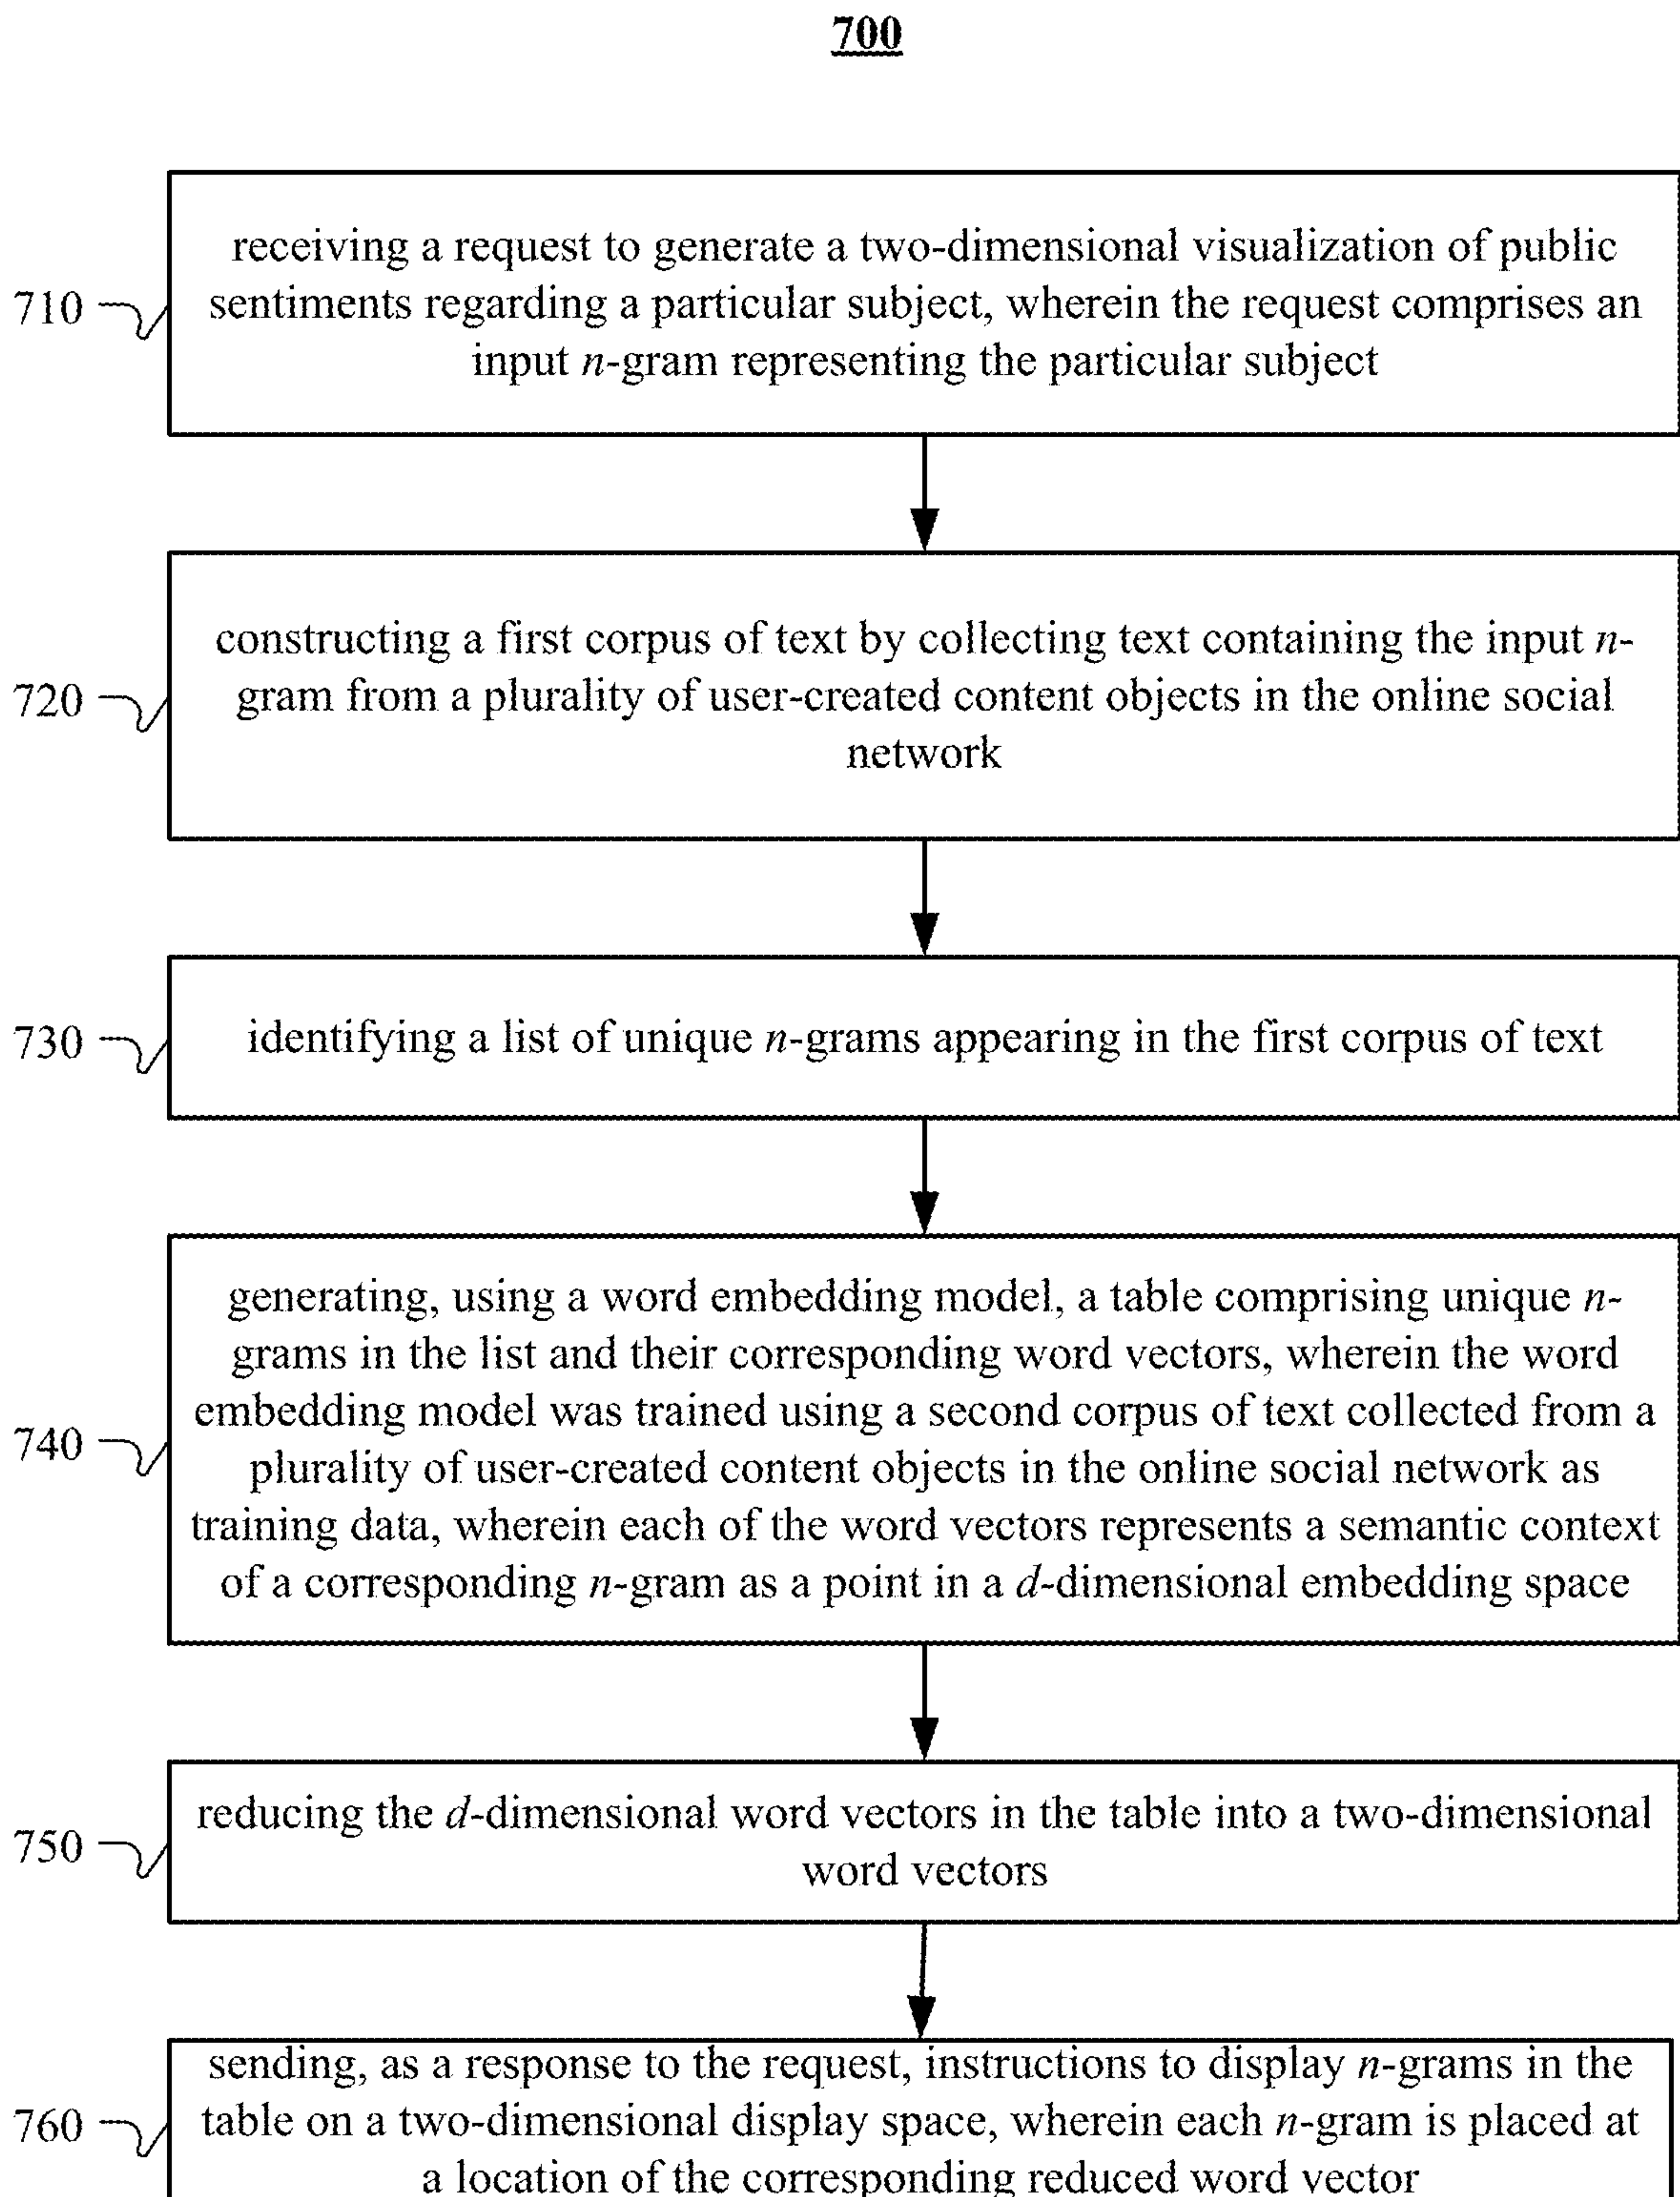 700
710
receiving a request to generate a two-dimensional visualization of public
sentiments regarding a particular subject, wherein the request comprises an
input n-gram representing the particular subject
720
constructing a first corpus of text by collecting text containing the input n-
gram from a plurality of user-created content objects in the online social
network
730
identifying a list of unique n-grams appearing in the first corpus of text
740
generating, using a word embedding model, a table comprising unique n-
grams in the list and their corresponding word vectors, wherein the word
embedding model was trained using a second corpus of text collected from a
plurality of user-created content objects in the online social network as
training data, wherein each of the word vectors represents a semantic context
of a corresponding n-gram as a point in a d-dimensional embedding space
750
reducing the d-dimensional word vectors in the table into a two-dimensional
word vectors
760
sending, as a response to the request, instructions to display n-grams in the
table on a two-dimensional display space, wherein each n-gram is placed at
a location of the corresponding reduced word vector